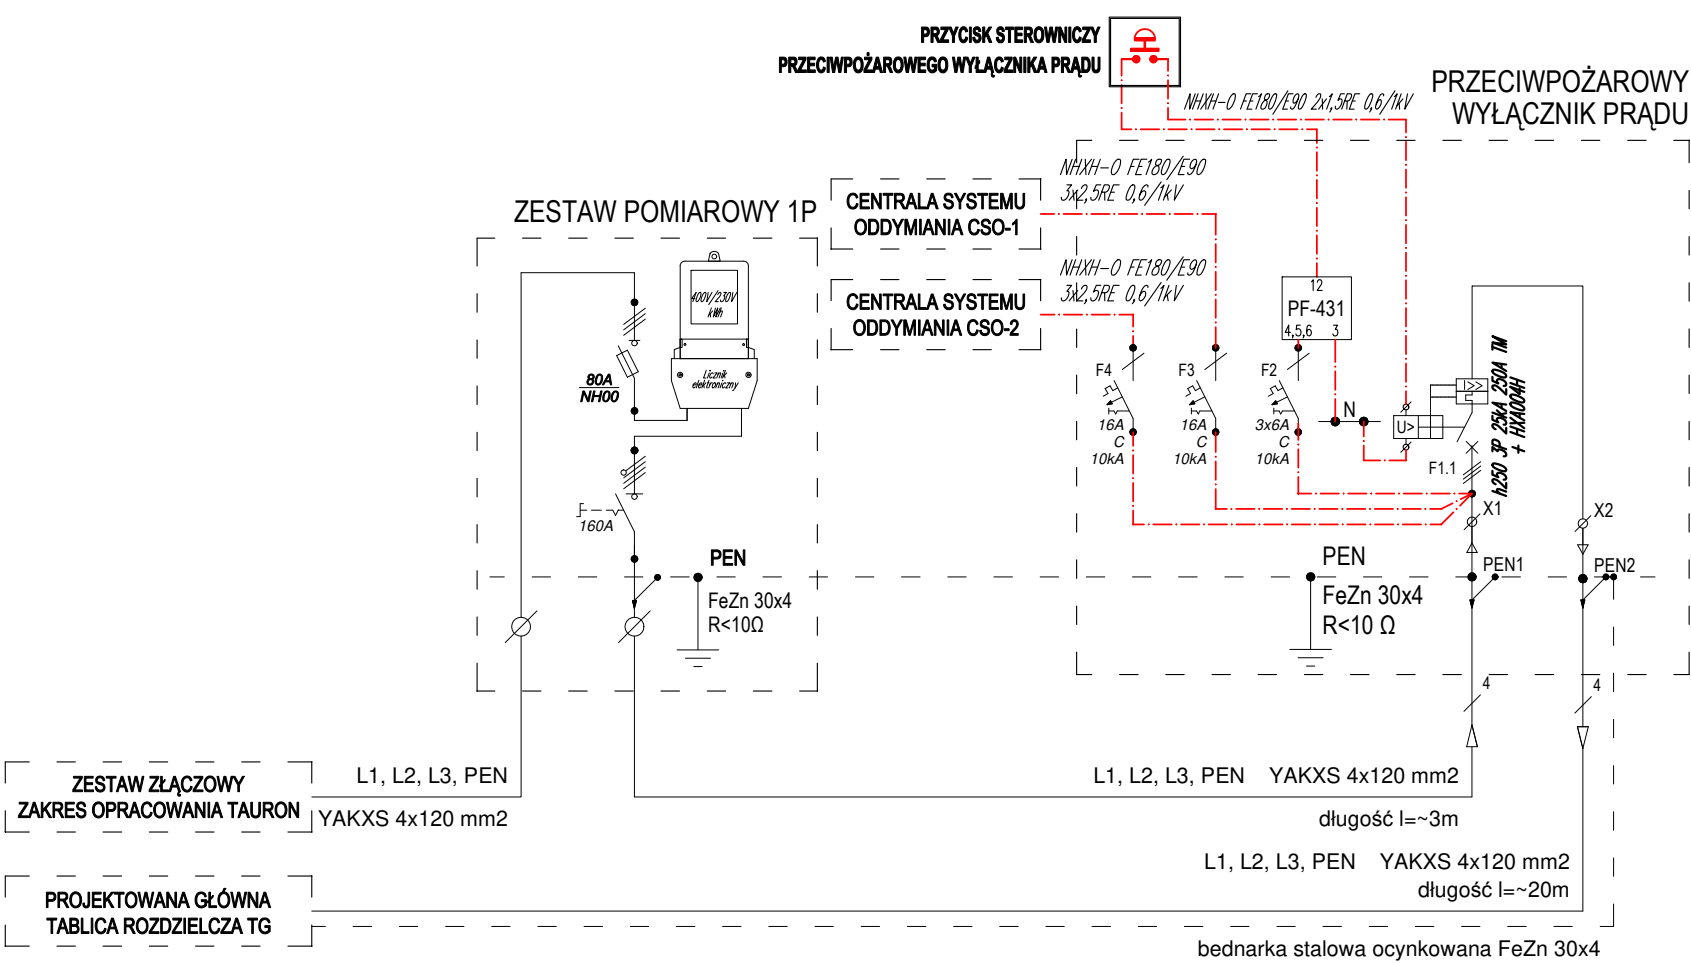 PRZYCISK STEROWNICZY
PRZECIWPOŻAROWEGO WYŁĄCZNIKA PRĄDU
PRZECIWPOŻAROWY
WYŁĄCZNIK PRĄDU
NHXH-O FE180/E90 2x1,5RE 0,6/1kV
NHXH-O FE180/E90
3x2,5RE 0,6/1kV
CENTRALA SYSTEMU
ODDYMIANIA CSO-1
ZESTAW POMIAROWY 1P
NHXH-O FE180/E90
3x2,5RE 0,6/1kV
CENTRALA SYSTEMU
ODDYMIANIA CSO-2
400V/230V
kWh
Licznik
elektroniczny
80A
NH00
160A
12
PF-431
4,5,6
3
F4
16A
C
10kA
F3
16A
C
10kA
F2
3x6A
C
10kA
N
U>
I>>
F1.1
h250 3P 25kA 250A TM
+ HXA004H
X1
X2
PEN
FeZn 30x4
R<10Ω
PEN
FeZn 30x4
R<10 Ω
PEN1
PEN2
4
4
ZESTAW ZŁĄCZOWY
ZAKRES OPRACOWANIA TAURON
L1, L2, L3, PEN
YAKXS 4x120 mm2
L1, L2, L3, PEN YAKXS 4x120 mm2
długość l=~3m
L1, L2, L3, PEN YAKXS 4x120 mm2
długość l=~20m
PROJEKTOWANA GŁÓWNA
TABLICA ROZDZIELCZA TG
bednarka stalowa ocynkowana FeZn 30x4